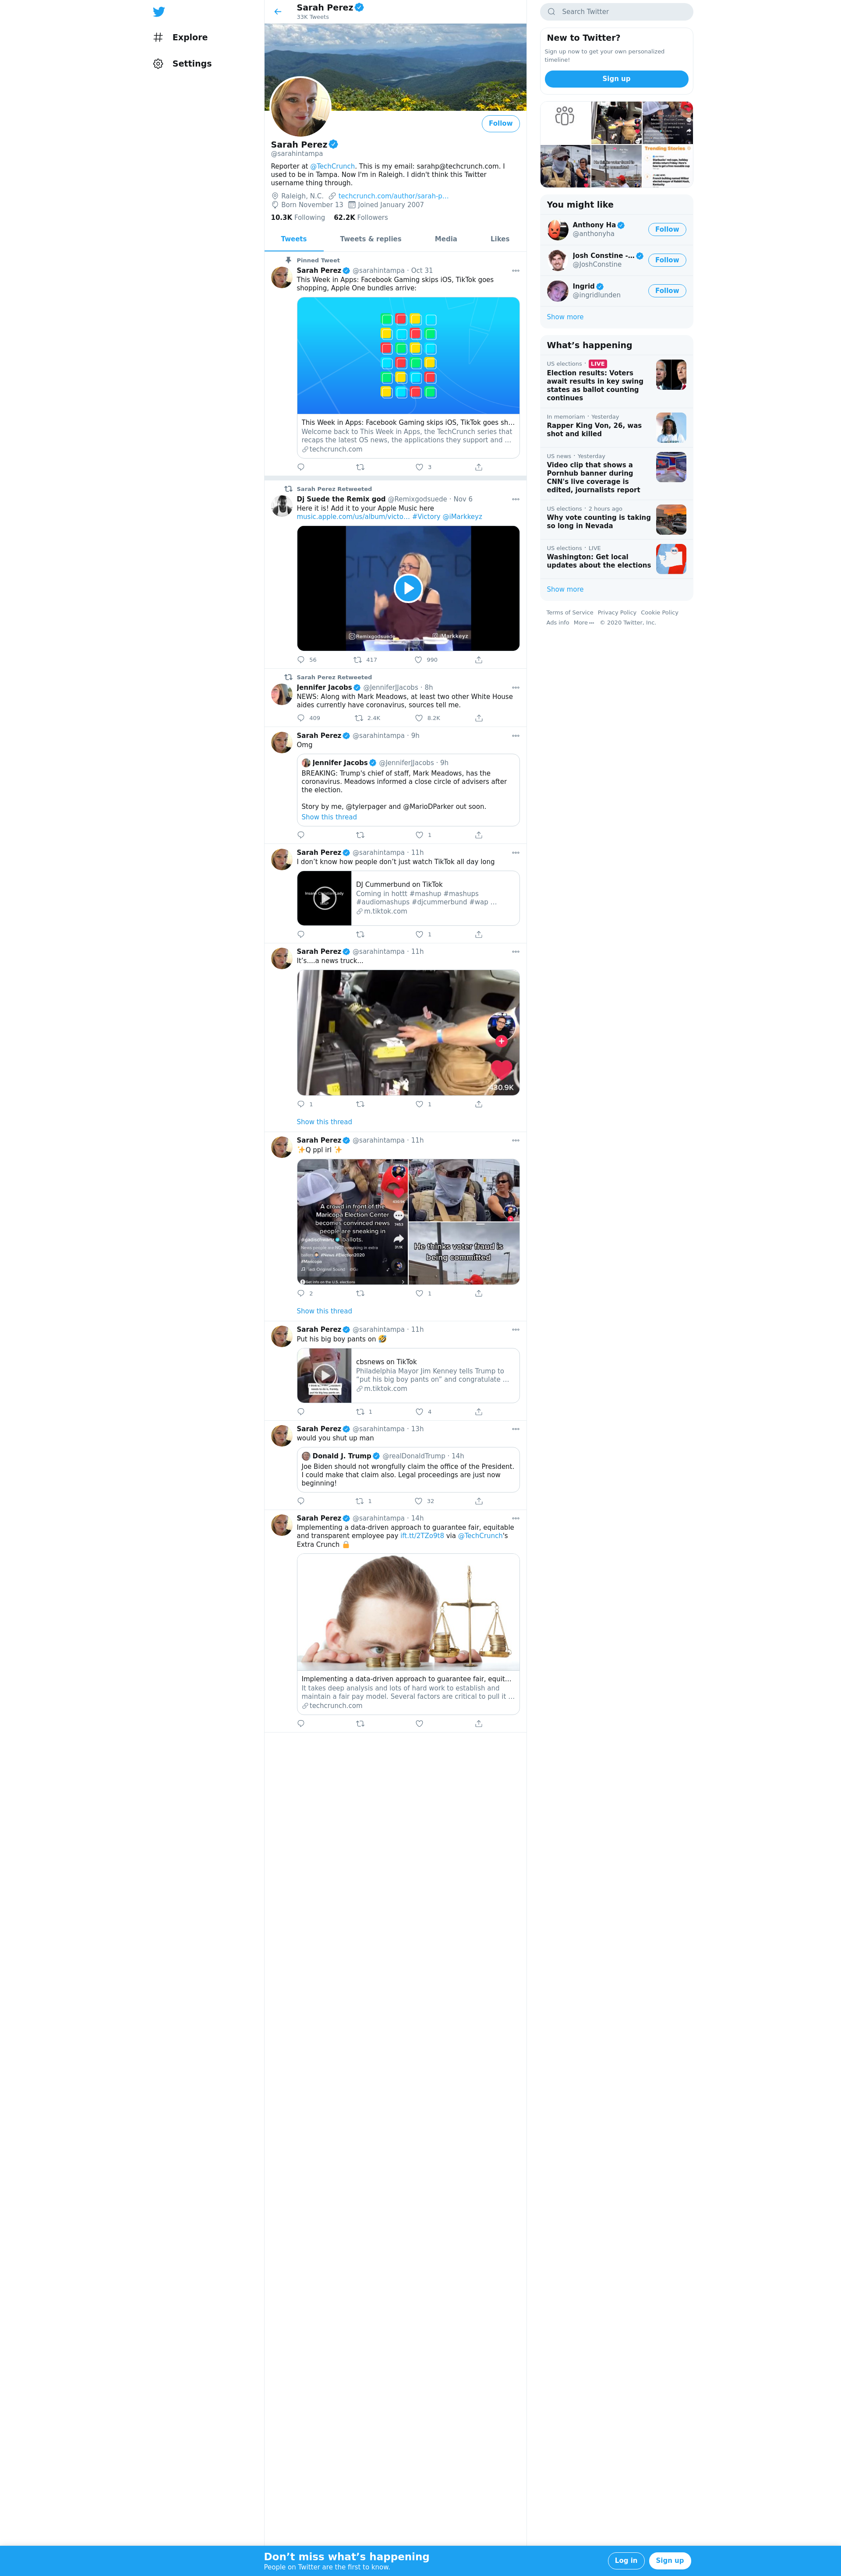 Explore
Settings
Sarah Perez
33K Tweets
Follow
Sarah Perez
@sarahintampa
Reporter at @TechCrunch. This is my email: sarahp@techcrunch.com. I
used to be in Tampa. Now I'm in Raleigh. I didn't think this Twitter
username thing through.
Raleigh, N.C. techcrunch.com/author/sarah-p…
Born November 13 Joined January 2007
10.3K Following 62.2K Followers
Tweets Tweets & replies Media Likes
Pinned Tweet
Sarah Perez @sarahintampa · Oct 31
This Week in Apps: Facebook Gaming skips iOS, TikTok goes
shopping, Apple One bundles arrive:
This Week in Apps: Facebook Gaming skips iOS, TikTok goes sh…
Welcome back to This Week in Apps, the TechCrunch series that
recaps the latest OS news, the applications they support and …
techcrunch.com
3
Sarah Perez Retweeted
Dj Suede the Remix god @Remixgodsuede · Nov 6
Here it is! Add it to your Apple Music here
music.apple.com/us/album/victo… #Victory @iMarkkeyz
CITY OF D
Remixgodsuede iMarkkeyz
56 417 990
Sarah Perez Retweeted
Jennifer Jacobs @JenniferJJacobs · 8h
NEWS: Along with Mark Meadows, at least two other White House
aides currently have coronavirus, sources tell me.
409 2.4K 8.2K
Sarah Perez @sarahintampa · 9h
Omg
Jennifer Jacobs @JenniferJJacobs · 9h
BREAKING: Trump's chief of staff, Mark Meadows, has the
coronavirus. Meadows informed a close circle of advisers after
the election.
Story by me, @tylerpager and @MarioDParker out soon.
Show this thread
1
Sarah Perez @sarahintampa · 11h
I don't know how people don't just watch TikTok all day long
DJ Cummerbund on TikTok
Coming in hottt #mashup #mashups
#audiomashups #djcummerbund #wap …
m.tiktok.com
1
Sarah Perez @sarahintampa · 11h
It's....a news truck...
430.9K
1 1
Show this thread
Sarah Perez @sarahintampa · 11h
✨Q ppl irl ✨
A crowd in front of the
Maricopa Election Center
becomes convinced news
people are sneaking in
ballots.
Get info on the U.S. elections
He thinks voter fraud is
being committed
2 1
Show this thread
Sarah Perez @sarahintampa · 11h
Put his big boy pants on 🤣
cbsnews on TikTok
Philadelphia Mayor Jim Kenney tells Trump to
"put his big boy pants on" and congratulate …
m.tiktok.com
1 4
Sarah Perez @sarahintampa · 13h
would you shut up man
Donald J. Trump @realDonaldTrump · 14h
Joe Biden should not wrongfully claim the office of the President.
I could make that claim also. Legal proceedings are just now
beginning!
1 32
Sarah Perez @sarahintampa · 14h
Implementing a data-driven approach to guarantee fair, equitable
and transparent employee pay ift.tt/2TZo9t8 via @TechCrunch's
Extra Crunch 🔒
Implementing a data-driven approach to guarantee fair, equit…
It takes deep analysis and lots of hard work to establish and
maintain a fair pay model. Several factors are critical to pull it …
techcrunch.com
Search Twitter
New to Twitter?
Sign up now to get your own personalized
timeline!
Sign up
Trending Stories
You might like
Anthony Ha
@anthonyha
Follow
Josh Constine -…
@JoshConstine
Follow
Ingrid
@ingridlunden
Follow
Show more
What's happening
US elections · LIVE
Election results: Voters
await results in key swing
states as ballot counting
continues
In memoriam · Yesterday
Rapper King Von, 26, was
shot and killed
US news · Yesterday
Video clip that shows a
Pornhub banner during
CNN's live coverage is
edited, journalists report
US elections · 2 hours ago
Why vote counting is taking
so long in Nevada
US elections · LIVE
Washington: Get local
updates about the elections
Show more
Terms of Service Privacy Policy Cookie Policy
Ads info More © 2020 Twitter, Inc.
Don't miss what's happening
People on Twitter are the first to know.
Log in Sign up